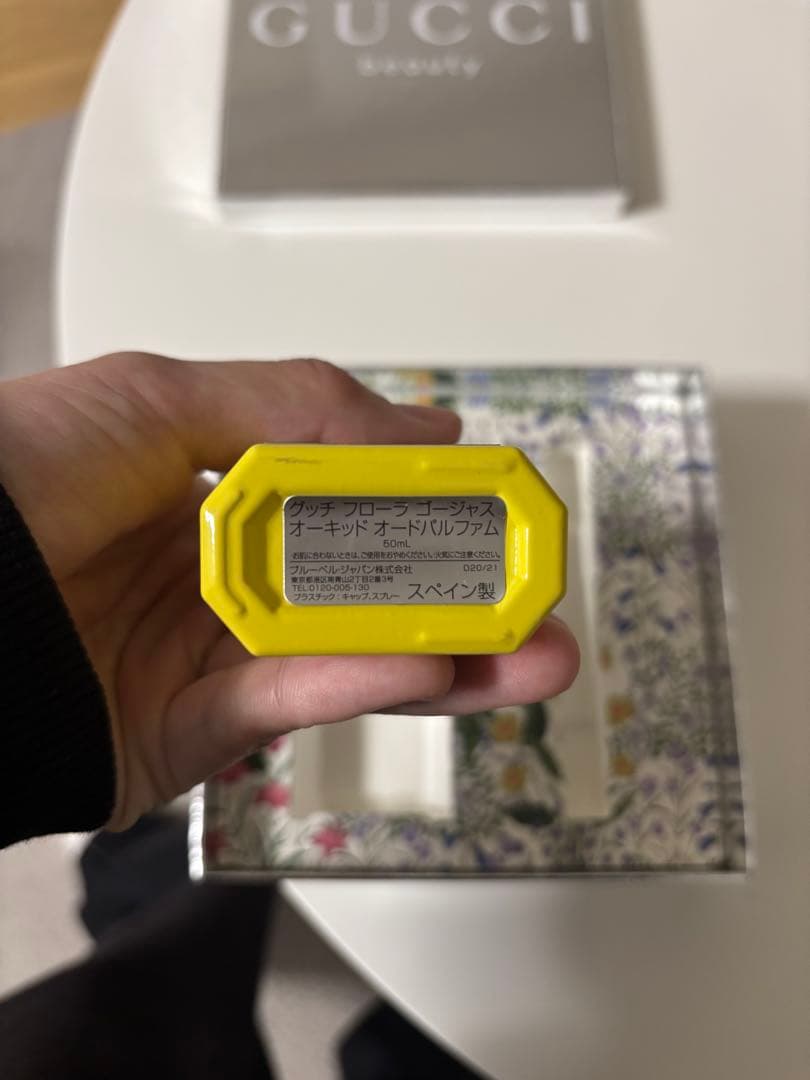 GUCCI
beauty
グッチ フローラ ゴージャス
オーキッド オードパルファム
50mL
お肌に合わないときは、ご使用をおやめください。火気にご注意ください。
ブルーベル・ジャパン株式会社 020/21
東京都港区南青山2丁目2番3号
TEL:0120-005-130
プラスチック：キャップ、スプレー スペイン製